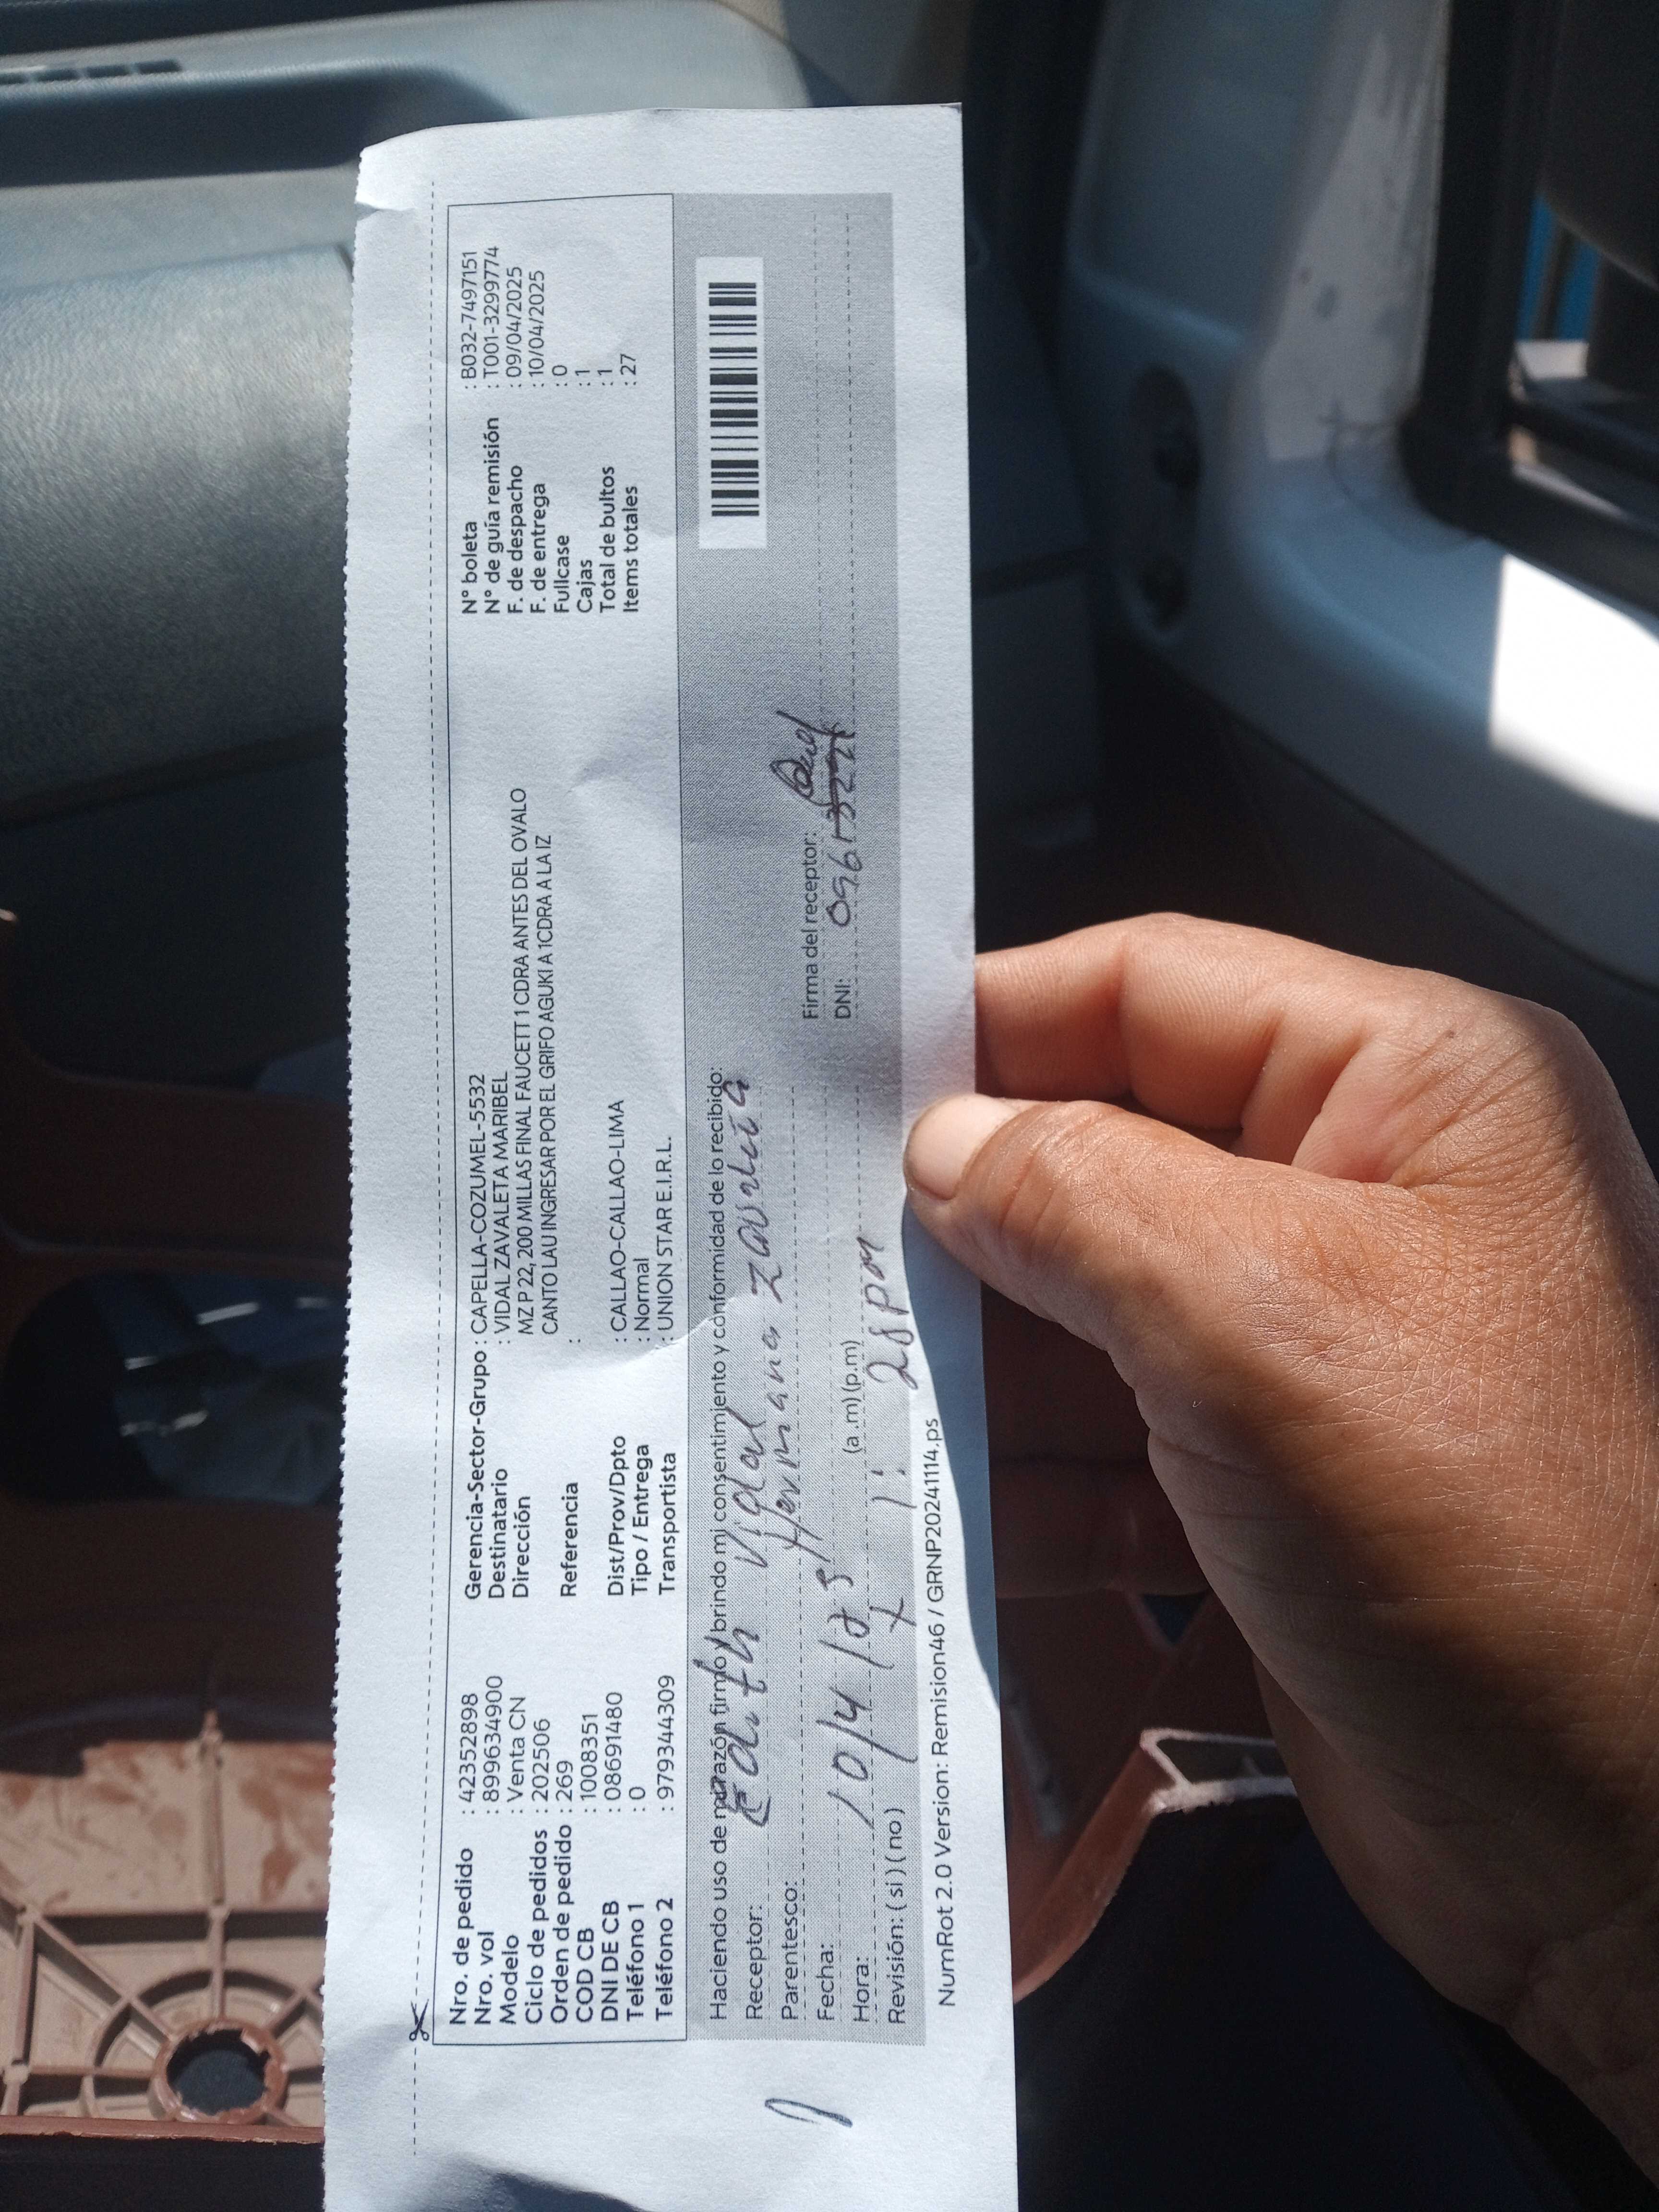 Nro. de pedido : 42352898
Nro. vol : 899634900
Modelo : Venta CN
Ciclo de pedidos : 202506
Orden de pedido : 269
COD CB : 1008351
DNI DE CB : 08691480
Teléfono 1 : 0
Teléfono 2 : 979344309
Gerencia-Sector-Grupo : CAPELLA-COZUMEL-5532
Destinatario : VIDAL ZAVALETA MARIBEL
Dirección MZ P 22, 200 MILLAS FINAL FAUCETT 1 CDRA ANTES DEL OVALO
CANTO LAU INGRESAR POR EL GRIFO AGUKI A 1CDRA A LA IZ
Referencia :
Dist/Prov/Dpto : CALLAO-CALLAO-LIMA
Tipo / Entrega : Normal
Transportista : UNION STAR E.I.R.L.
N° boleta : B032-7497151
N° de guía remisión : T001-3299774
F. de despacho : 09/04/2025
F. de entrega : 10/04/2025
Fullcase : 0
Cajas : 1
Total de bultos : 1
Items totales : 27
Haciendo uso de mi razón firmo y brindo mi consentimiento y conformidad de lo recibido:
Receptor: Edith Vidal
Parentesco: Hermana
Fecha: 10/4/25
Hora: (a .m) (p.m) 1: 28 pm
Revisión: ( si ) ( no )
Firma del receptor:
DNI:
NumRot 2.0 Version: Remision46 / GRNP20241114.ps